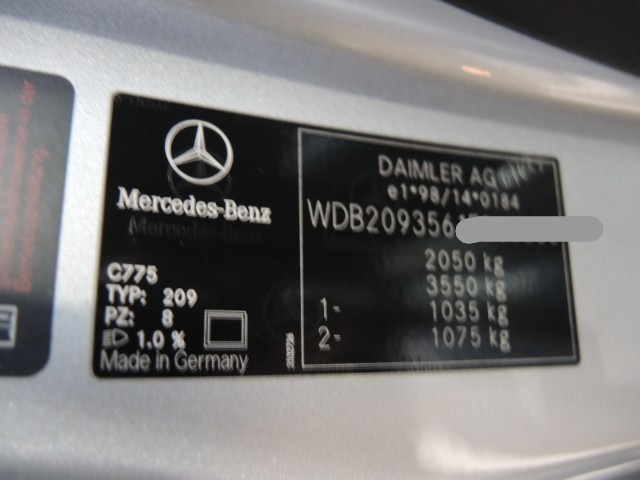 Mercedes-Benz
C775
TYP: 209
PZ: 8
1.0 %
Made in Germany
DAIMLER AG
e1*98/14*0184
WDB209356
2050 kg
3550 kg
1- 1035 kg
2- 1075 kg